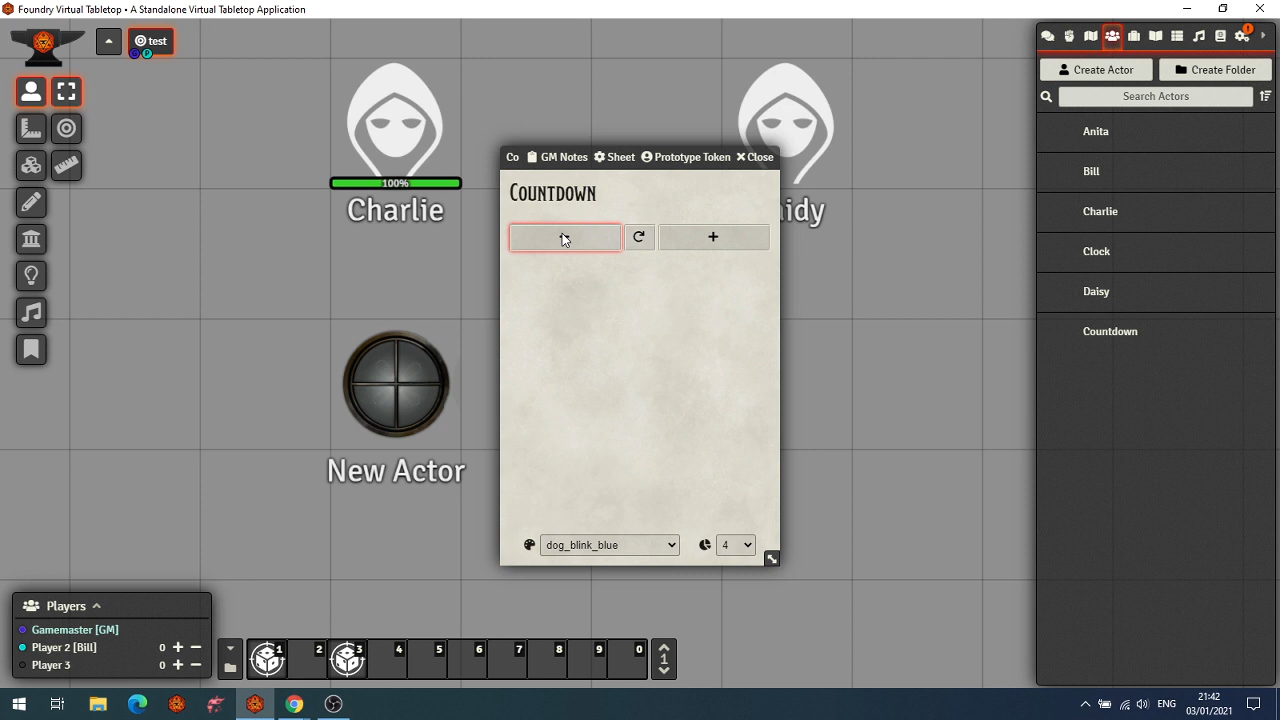 Foundry Virtual Tabletop • A Standalone Virtual Tabletop Application
test
G P
Create Actor Create Folder
Search Actors
Anita
Bill
Charlie
Clock
Daisy
Countdown
100%
Charlie
idy
New Actor
Co GM Notes Sheet Prototype Token Close
Countdown
+
dog_blink_blue 4
Players
Gamemaster [GM]
Player 2 [Bill] 0 + −
Player 3 0 + −
1 2 3 4 5 6 7 8 9 0
1
ENG
21:42
03/01/2021